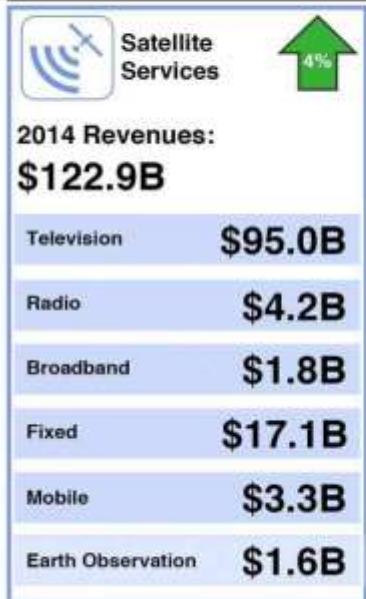 Satellite
Services
4%
2014 Revenues:
$122.9B
Television $95.0B
Radio $4.2B
Broadband $1.8B
Fixed $17.1B
Mobile $3.3B
Earth Observation $1.6B